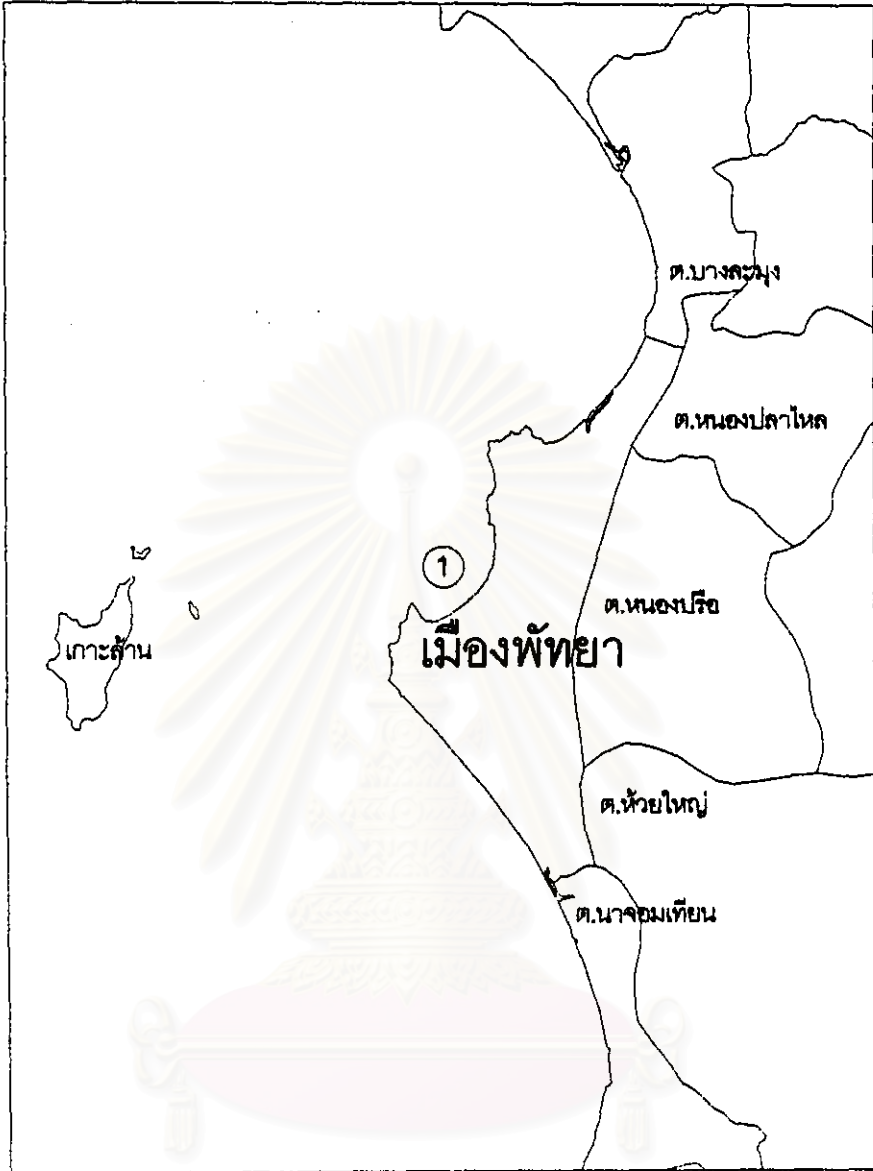 ต.บางละมุง
ต.หนองปลาไหล
1
ต.หนองปรือ
เกาะล้าน
เมืองพัทยา
ต.ห้วยใหญ่
ต.นาจอมเทียน